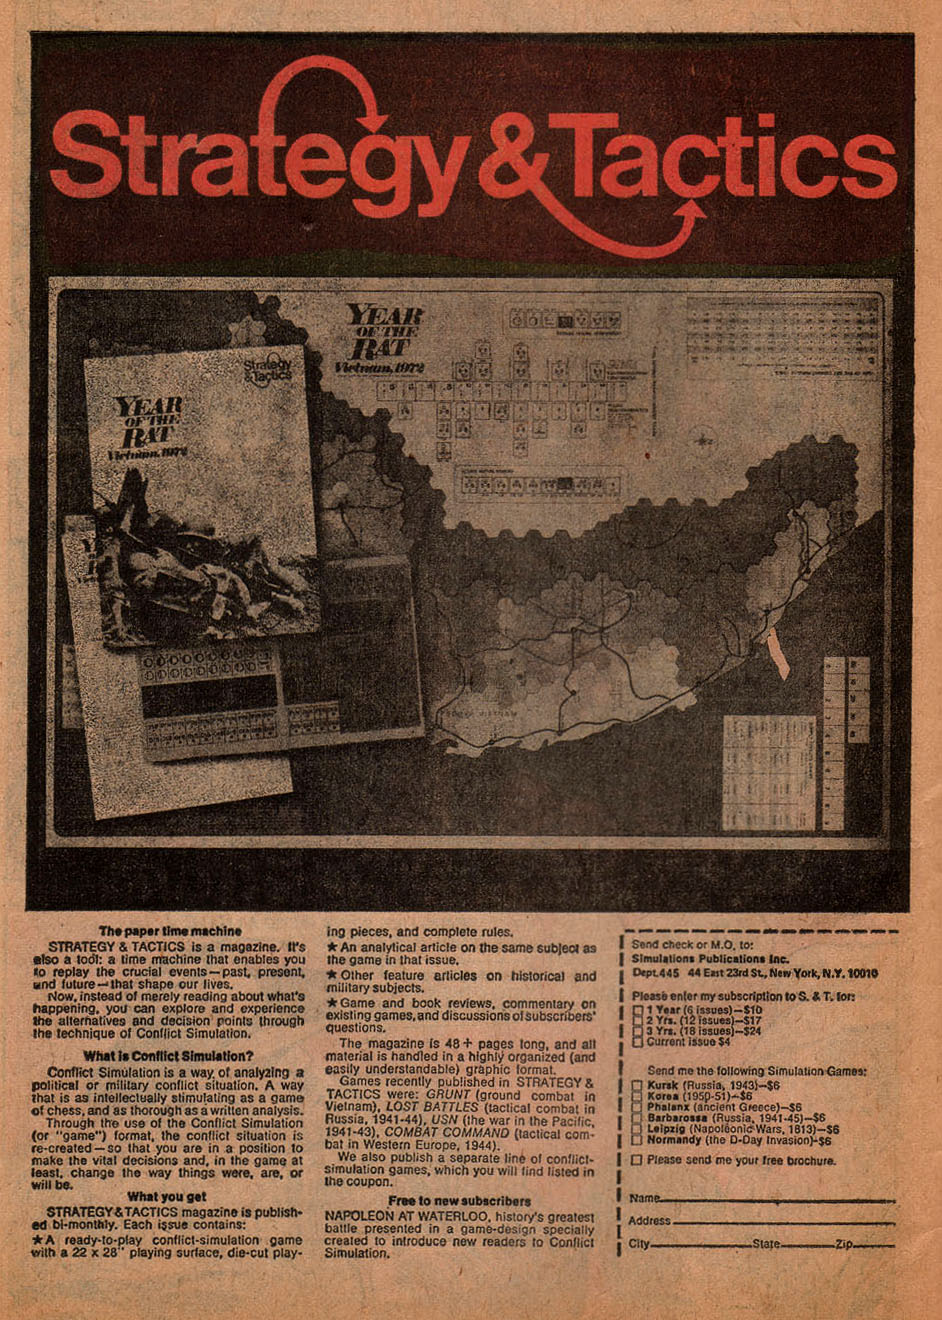 Strategy & Tactics
YEAR
OF THE
RAT
Vietnam, 1972
Strategy
& Tactics
YEAR
OF THE
RAT
Vietnam, 1972
The paper time machine
STRATEGY & TACTICS is a magazine. It's
also a tool: a time machine that enables you
to replay the crucial events—past, present,
and future—that shape our lives.
Now, instead of merely reading about what's
happening, you can explore and experience
the alternatives and decision points through
the technique of Conflict Simulation.
What is Conflict Simulation?
Conflict Simulation is a way of analyzing a
political or military conflict situation. A way
that is as intellectually stimulating as a game
of chess, and as thorough as a written analysis.
Through the use of the Conflict Simulation
(or "game") format, the conflict situation is
re-created—so that you are in a position to
make the vital decisions and, in the game at
least, change the way things were, are, or
will be.
What you get
STRATEGY & TACTICS magazine is publish-
ed bi-monthly. Each issue contains:
★ A ready-to-play conflict-simulation game
with a 22 x 28" playing surface, die-cut play-
ing pieces, and complete rules.
★ An analytical article on the same subject as
the game in that issue.
★ Other feature articles on historical and
military subjects.
★ Game and book reviews, commentary on
existing games, and discussions of subscribers'
questions.
The magazine is 48+ pages long, and all
material is handled in a highly organized (and
easily understandable) graphic format.
Games recently published in STRATEGY &
TACTICS were: GRUNT (ground combat in
Vietnam), LOST BATTLES (tactical combat in
Russia, 1941-44), USN (the war in the Pacific,
1941-43), COMBAT COMMAND (tactical com-
bat in Western Europe, 1944).
We also publish a separate line of conflict-
simulation games, which you will find listed in
the coupon.
Free to new subscribers
NAPOLEON AT WATERLOO, history's greatest
battle presented in a game-design specially
created to introduce new readers to Conflict
Simulation.
Send check or M.O. to:
Simulations Publications Inc.
Dept. 445 44 East 23rd St., New York, N.Y. 10010
Please enter my subscription to S. & T. for:
1 Year (6 issues)—$10
2 Yrs. (12 issues)—$17
3 Yrs. (18 issues)—$24
Current issue $4
Send me the following Simulation Games:
Kursk (Russia, 1943)—$6
Korea (1950-51)—$6
Phalanx (ancient Greece)—$6
Barbarossa (Russia, 1941-45)—$6
Leipzig (Napoleonic Wars, 1813)—$6
Normandy (the D-Day Invasion)-$6
Please send me your free brochure.
Name
Address
City State Zip